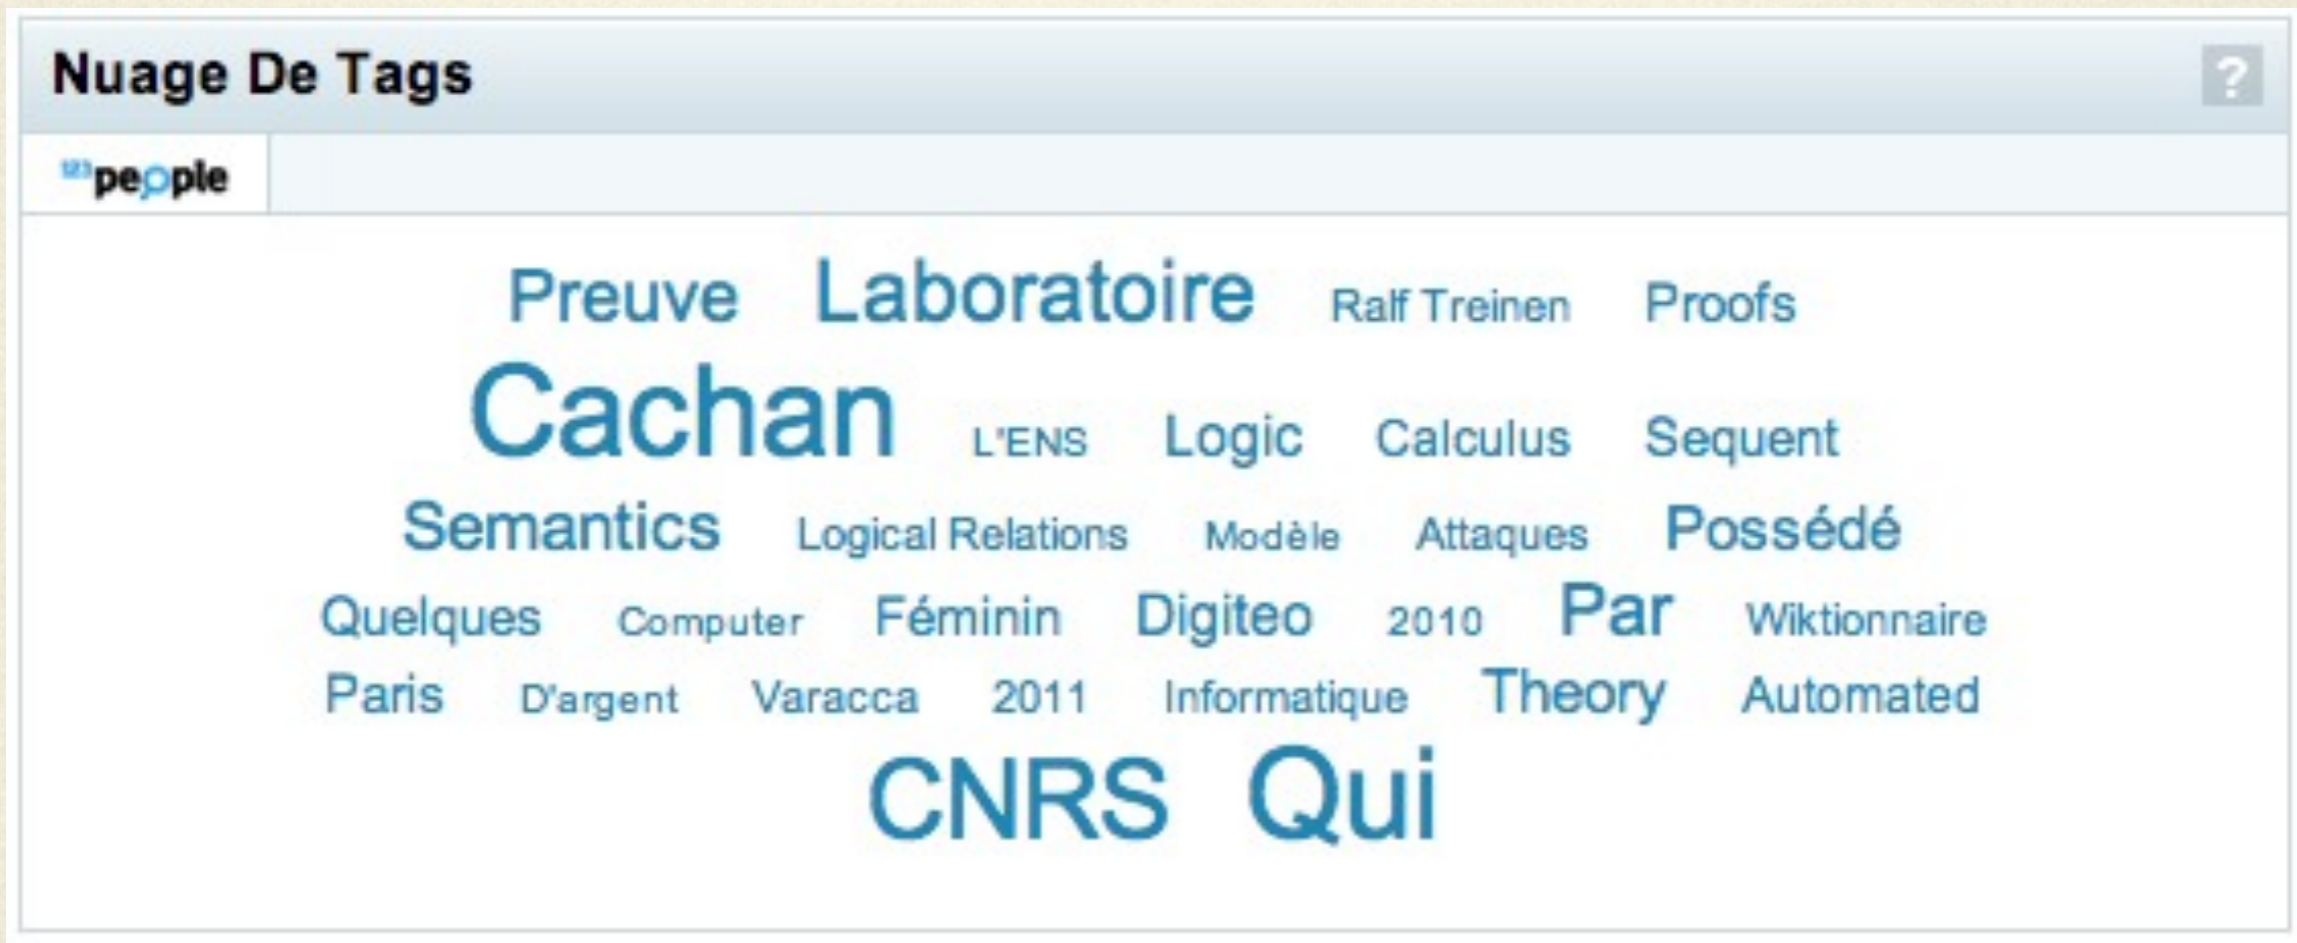 Nuage De Tags ?
123people
Preuve Laboratoire Ralf Treinen Proofs
Cachan L'ENS Logic Calculus Sequent
Semantics Logical Relations Modèle Attaques Possédé
Quelques Computer Féminin Digiteo 2010 Par Wiktionnaire
Paris D'argent Varacca 2011 Informatique Theory Automated
CNRS Qui